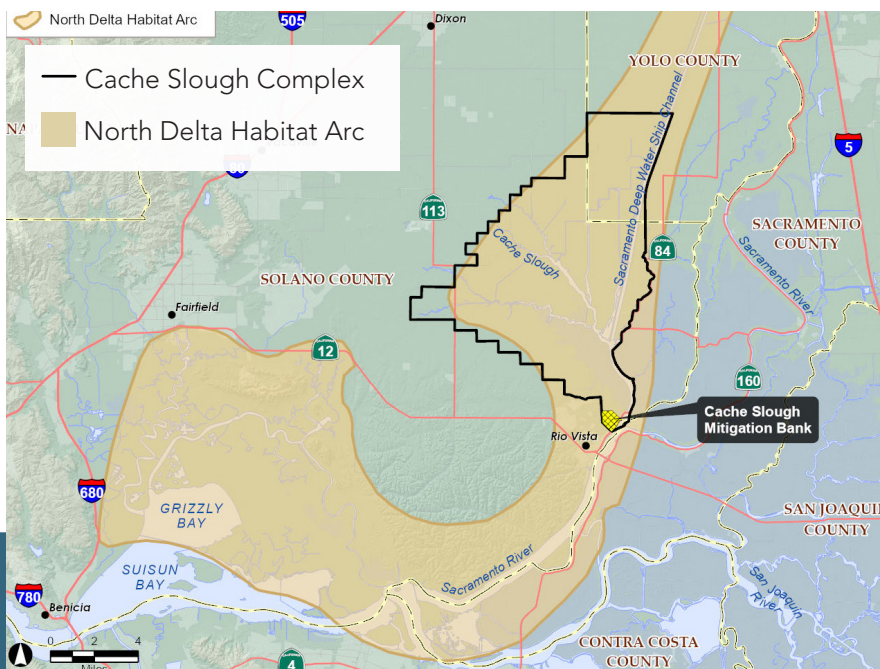 North Delta Habitat Arc
Cache Slough Complex
North Delta Habitat Arc
505
Dixon
YOLO COUNTY
Sacramento Deep Water Ship Channel
5
80
113
84
SACRAMENTO
COUNTY
Cache Slough
Sacramento River
SOLANO COUNTY
Fairfield
12
160
Cache Slough
Mitigation Bank
Rio Vista
680
GRIZZLY
BAY
SAN JOAQUIN
COUNTY
SUISUN
BAY
Sacramento River
San Joaquin
River
780
Benicia
0 2 4
Miles
4
CONTRA COSTA
COUNTY